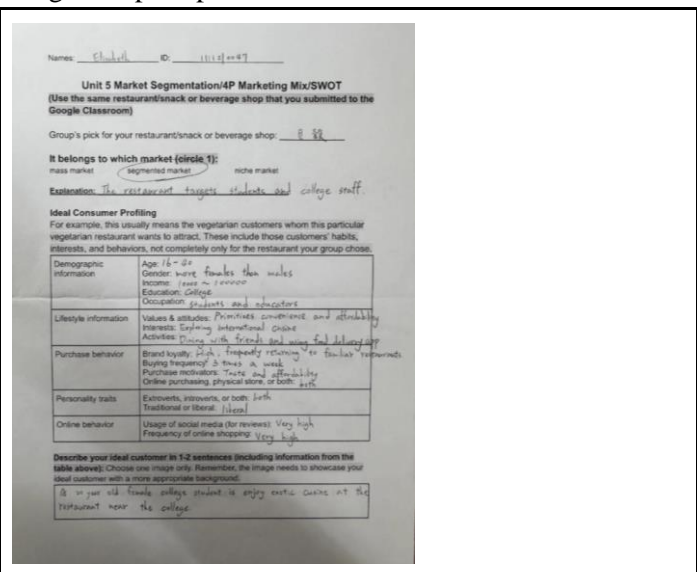 Names: Elizabeth ID:
Unit 5 Market Segmentation/4P Marketing Mix/SWOT
(Use the same restaurant/snack or beverage shop that you submitted to the
Google Classroom)
Group's pick for your restaurant/snack or beverage shop:
It belongs to which market (circle 1):
mass market segmented market niche market
Explanation: The restaurant targets students and college staff.
Ideal Consumer Profiling
For example, this usually means the vegetarian customers whom this particular
vegetarian restaurant wants to attract. These include those customers' habits,
interests, and behaviors, not completely only for the restaurant your group chose.
Demographic
information
Age: 16-40
Gender: more females than males
Income:
Education: College
Occupation: students and educators
Lifestyle information
Values & attitudes: Prioritizes convenience and affordability
Interests: Exploring international cuisine
Activities: Dining with friends and using food delivery app
Purchase behavior
Brand loyalty: High, frequently returning to restaurants
Buying frequency: 3 times a week
Purchase motivators: Taste and affordability
Online purchasing, physical store, or both: both
Personality traits
Extroverts, introverts, or both: both
Traditional or liberal: liberal
Online behavior
Usage of social media (for reviews): Very high
Frequency of online shopping: Very high
Describe your ideal customer in 1-2 sentences (including information from the
table above): Choose one image only. Remember, the image needs to showcase your
ideal customer with a more appropriate background.
year old female college student is enjoy exotic cuisine at the
restaurant near the college.